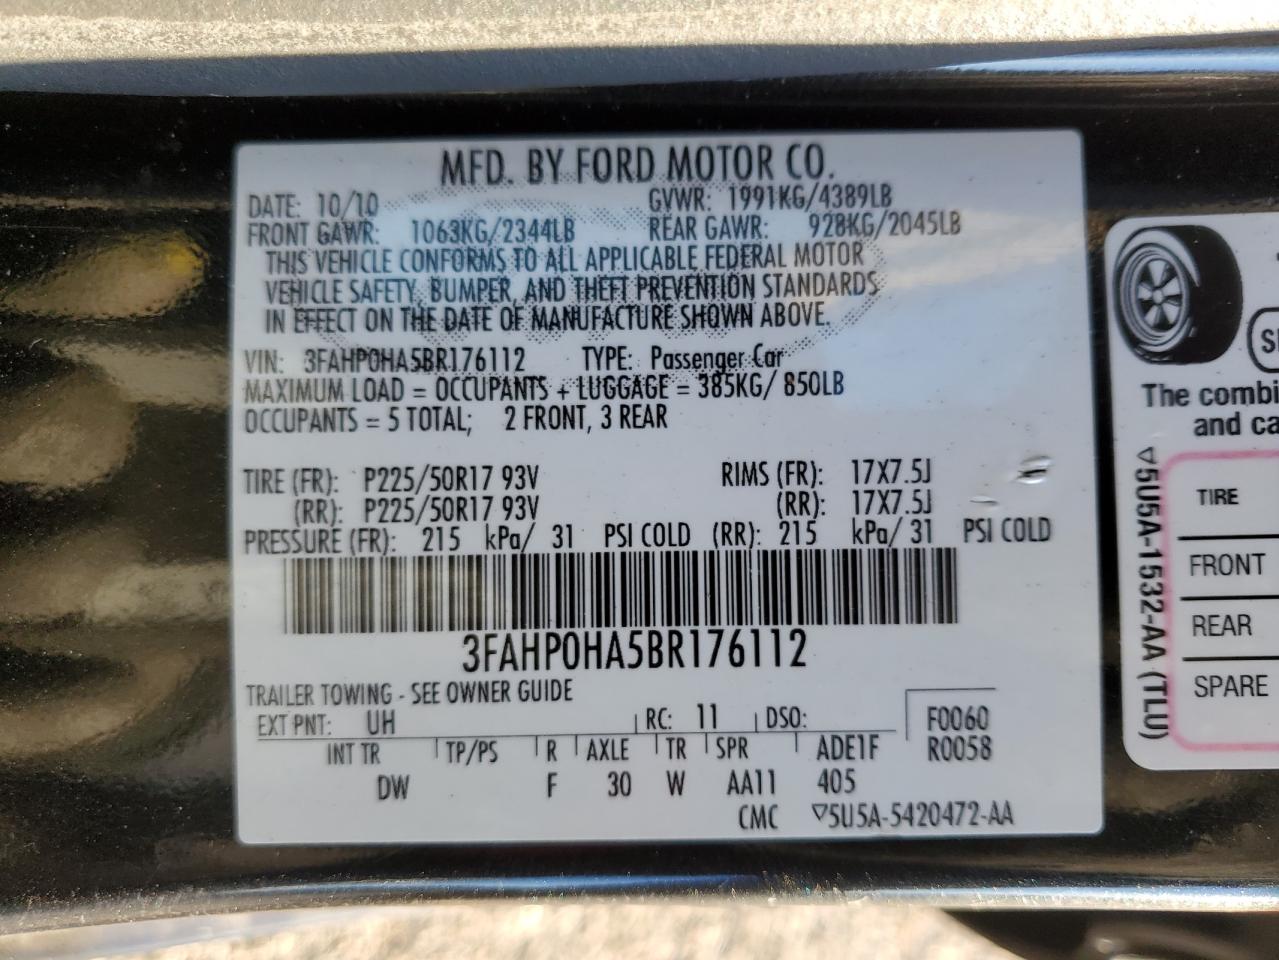 MFD. BY FORD MOTOR CO.
DATE: 10/10 GVWR: 1991KG/4389LB
FRONT GAWR: 1063KG/2344LB REAR GAWR: 928KG/2045LB
THIS VEHICLE CONFORMS TO ALL APPLICABLE FEDERAL MOTOR
VEHICLE SAFETY, BUMPER, AND THEFT PREVENTION STANDARDS
IN EFFECT ON THE DATE OF MANUFACTURE SHOWN ABOVE.
VIN: 3FAHP0HA5BR176112 TYPE: Passenger Car
MAXIMUM LOAD = OCCUPANTS + LUGGAGE = 385KG/ 850LB
OCCUPANTS = 5 TOTAL; 2 FRONT, 3 REAR
TIRE (FR): P225/50R17 93V RIMS (FR): 17X7.5J
(RR): P225/50R17 93V (RR): 17X7.5J
PRESSURE (FR): 215 kPa/ 31 PSI COLD (RR): 215 kPa/ 31 PSI COLD
3FAHP0HA5BR176112
TRAILER TOWING - SEE OWNER GUIDE
EXT PNT: UH RC: 11 DSO: F0060
INT TR TP/PS R AXLE TR SPR ADE1F R0058
DW F 30 W AA11 405
CMC ▽5U5A-5420472-AA
The combi
and ca
▽5U5A-1532-AA (TLU)
TIRE
FRONT
REAR
SPARE